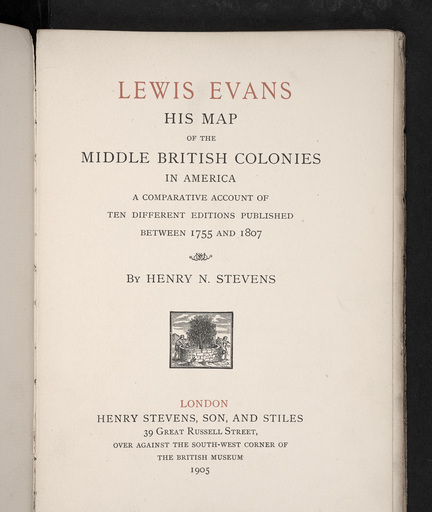 LEWIS EVANS
HIS MAP
OF THE
MIDDLE BRITISH COLONIES
IN AMERICA
A COMPARATIVE ACCOUNT OF
TEN DIFFERENT EDITIONS PUBLISHED
BETWEEN 1755 AND 1807
By HENRY N. STEVENS
LONDON
HENRY STEVENS, SON, AND STILES
39 Great Russell Street,
OVER AGAINST THE SOUTH-WEST CORNER OF
THE BRITISH MUSEUM
1905